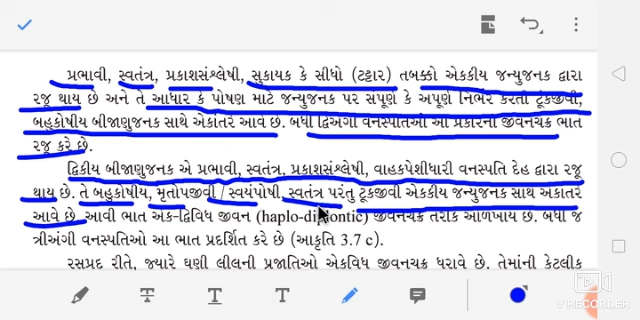 પ્રભાવી, સ્વતંત્ર, પ્રકાશસંશ્લેષી, સુકાયક કે સીધો (ટટ્ટાર) તબક્કો એકકીય જન્યુજનક દ્વારા
રજૂ થાય છે અને તે આધાર કે પોષણ માટે જન્યુજનક પર સંપૂર્ણ કે અપૂર્ણ નિર્ભર કરતી ટૂંકજીવી,
બહુકોષીય બીજાણુજનક સાથે એકાંતરે આવે છે. બધી દ્વિઅંગી વનસ્પતિઓ આ પ્રકારની જીવનચક્ર ભાત
રજૂ કરે છે.
દ્વિકીય બીજાણુજનક એ પ્રભાવી, સ્વતંત્ર, પ્રકાશસંશ્લેષી, વાહકપેશીધારી વનસ્પતિ દેહ દ્વારા રજૂ
થાય છે. તે બહુકોષીય, મૃતોપજીવી / સ્વયંપોષી, સ્વતંત્ર પરંતુ ટૂંકજીવી એકકીય જન્યુજનક સાથે એકાંતરે
આવે છે. આવી ભાત એક-દ્વિવિધ જીવન (haplo-diplontic) જીવનચક્ર તરીકે ઓળખાય છે. બધી જ
ત્રીઅંગી વનસ્પતિઓ આ ભાત પ્રદર્શિત કરે છે (આકૃતિ 3.7 c).
રસપ્રદ રીતે, જ્યારે ઘણી લીલની પ્રજાતિઓ એકવિધ જીવનચક્ર ધરાવે છે. તેમાંની કેટલીક
T T T
V RECORDER